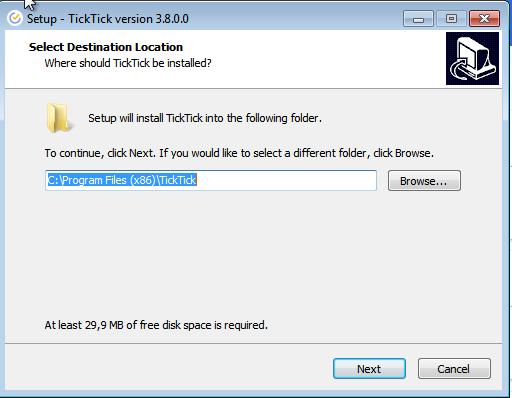 Setup - TickTick version 3.8.0.0
Select Destination Location
Where should TickTick be installed?
Setup will install TickTick into the following folder.
To continue, click Next. If you would like to select a different folder, click Browse.
C:\Program Files (x86)\TickTick
Browse...
At least 29,9 MB of free disk space is required.
Next
Cancel